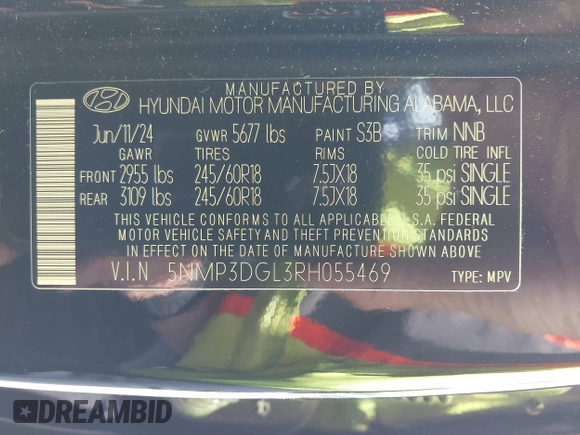 MANUFACTURED BY
HYUNDAI MOTOR MANUFACTURING ALABAMA, LLC
Jun/11/24 GVWR 5677 lbs PAINT S3B TRIM NNB
GAWR TIRES RIMS COLD TIRE INFL
FRONT 2955 lbs 245/60R18 7.5JX18 35 psi SINGLE
REAR 3109 lbs 245/60R18 7.5JX18 35 psi SINGLE
THIS VEHICLE CONFORMS TO ALL APPLICABLE U.S.A. FEDERAL
MOTOR VEHICLE SAFETY AND THEFT PREVENTION STANDARDS
IN EFFECT ON THE DATE OF MANUFACTURE SHOWN ABOVE.
V.I.N 5NMP3DGL3RH055469 TYPE: MPV
DREAMBID